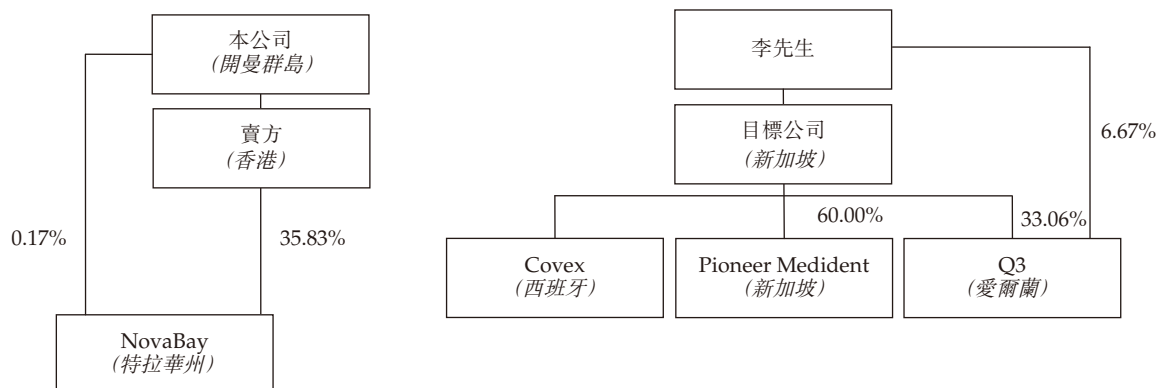 本公司
（開曼群島）
賣方
（香港）
0.17%
35.83%
NovaBay
（特拉華州）
李先生
目標公司
（新加坡）
6.67%
60.00%
33.06%
Covex
（西班牙）
Pioneer Medident
（新加坡）
Q3
（愛爾蘭）